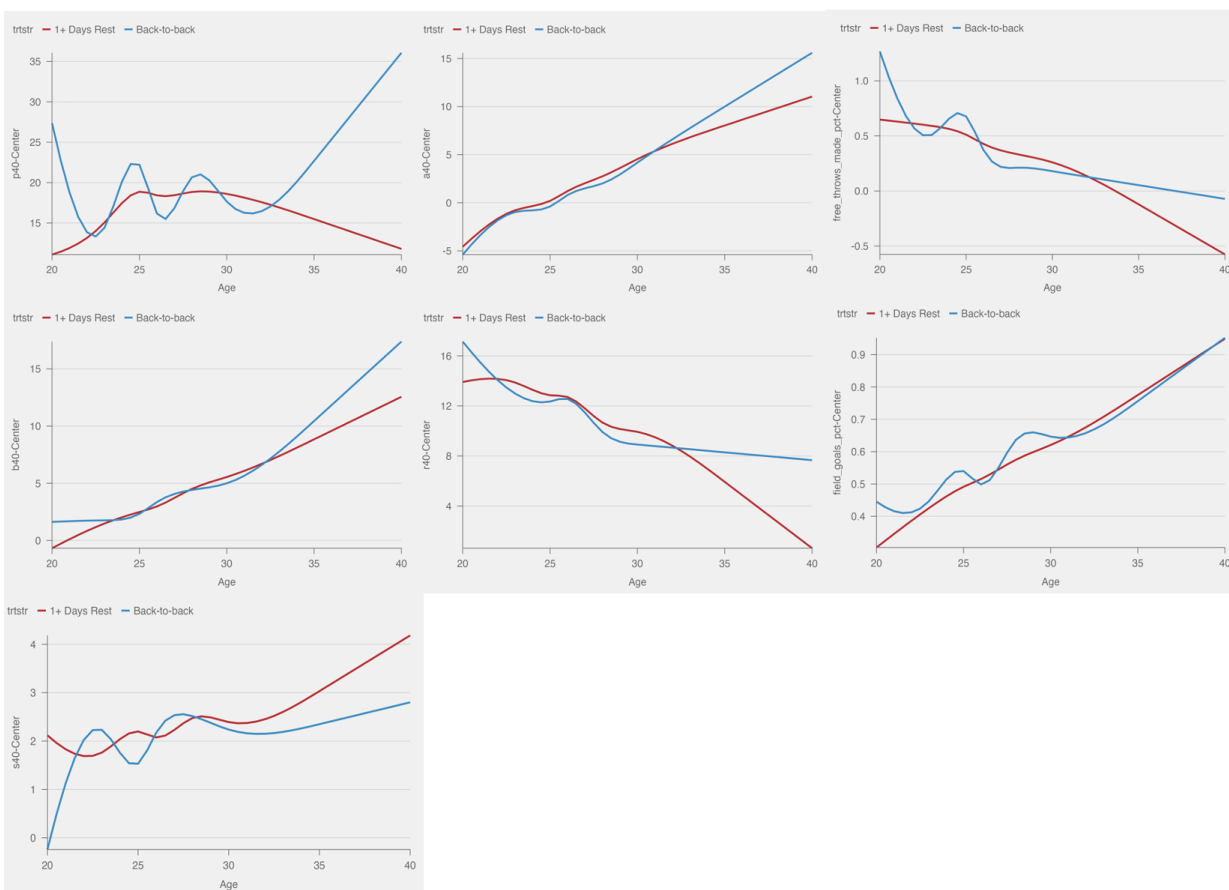 trtstr 1+ Days Rest Back-to-back
p40-Center
35
30
25
20
15
20 25 30 35 40
Age
trtstr 1+ Days Rest Back-to-back
a40-Center
15
10
5
0
-5
20 25 30 35 40
Age
trtstr 1+ Days Rest Back-to-back
free_throws_made_pct-Center
1.0
0.5
0.0
-0.5
20 25 30 35 40
Age
trtstr 1+ Days Rest Back-to-back
b40-Center
15
10
5
0
20 25 30 35 40
Age
trtstr 1+ Days Rest Back-to-back
r40-Center
16
12
8
4
20 25 30 35 40
Age
trtstr 1+ Days Rest Back-to-back
field_goals_pct-Center
0.9
0.8
0.7
0.6
0.5
0.4
20 25 30 35 40
Age
trtstr 1+ Days Rest Back-to-back
s40-Center
4
3
2
1
0
20 25 30 35 40
Age